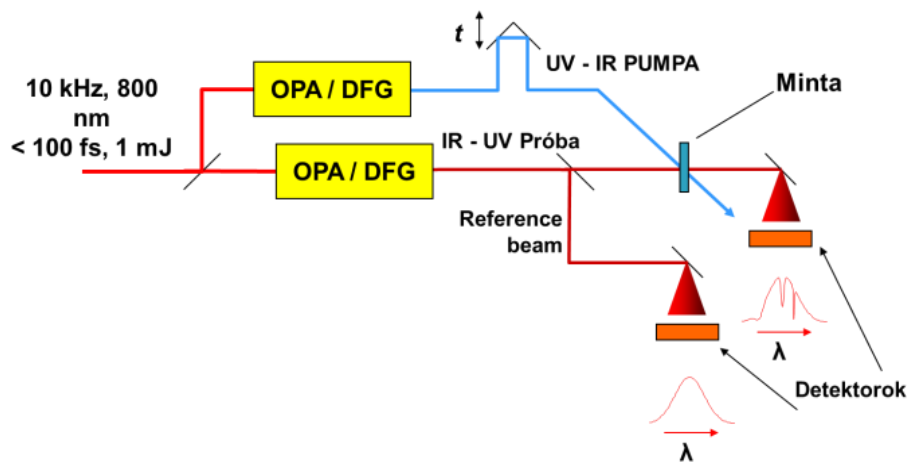 t
UV - IR PUMPA
10 kHz, 800
nm
< 100 fs, 1 mJ
OPA / DFG
Minta
IR - UV Próba
OPA / DFG
Reference
beam
λ
Detektorok
λ